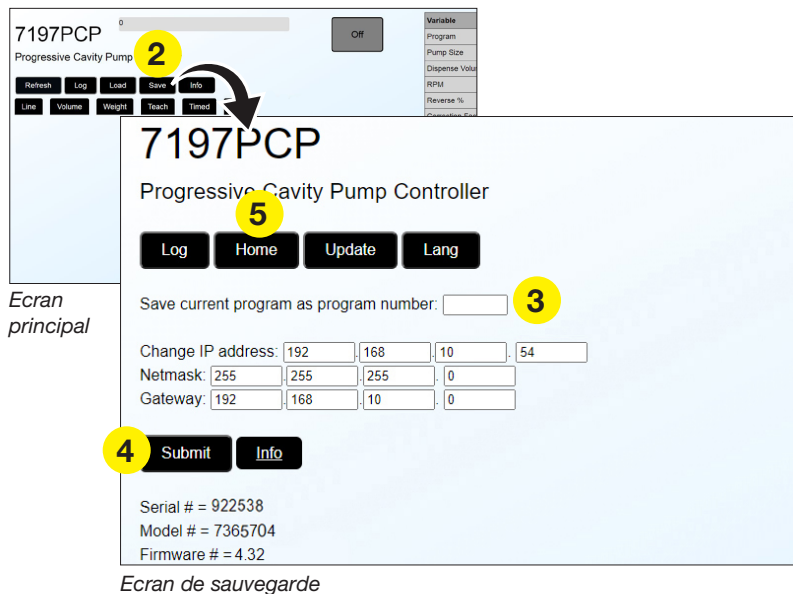 7197PCP
0
Off
Progressive Cavity Pump
2
Refresh Log Load Save Info
Line Volume Weight Teach Timed
Variable
Program
Pump Size
Dispense Volu
RPM
Reverse %
7197PCP
Progressive Cavity Pump Controller
5
Log Home Update Lang
Save current program as program number: 3
Change IP address: 192 . 168 . 10 . 54
Netmask: 255 . 255 . 255 . 0
Gateway: 192 . 168 . 10 . 0
4 Submit Info
Serial # = 922538
Model # = 7365704
Firmware # = 4.32
Ecran
principal
Ecran de sauvegarde